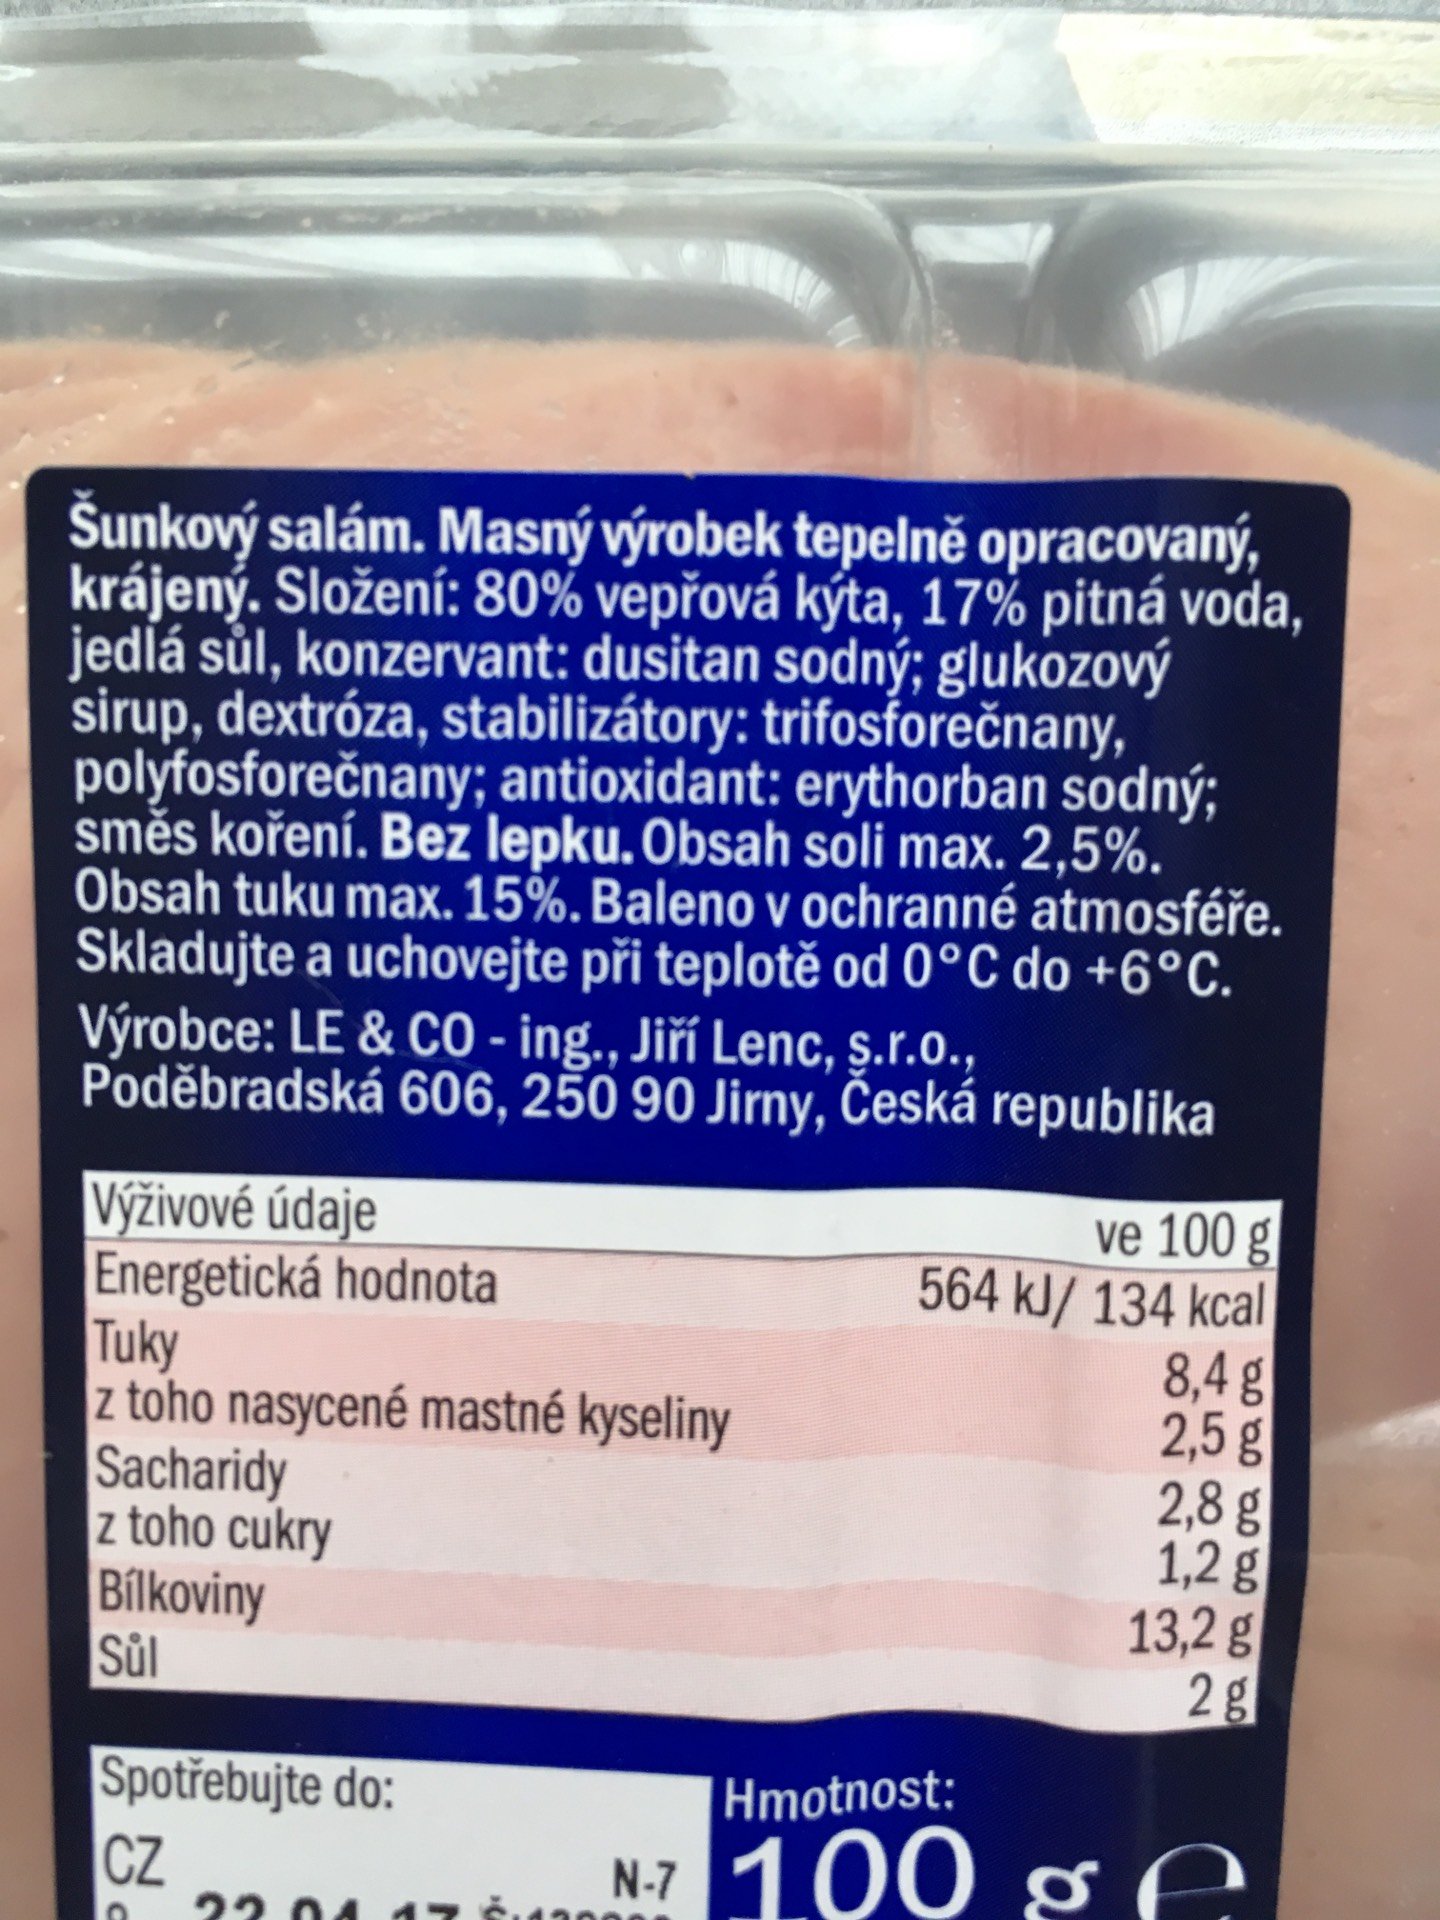 Šunkový salám. Masný výrobek tepelně opracovaný,
krájený. Složení: 80% vepřová kýta, 17% pitná voda,
jedlá sůl, konzervant: dusitan sodný; glukozový
sirup, dextróza, stabilizátory: trifosforečnany,
polyfosforečnany; antioxidant: erythorban sodný;
směs koření. Bez lepku. Obsah soli max. 2,5%.
Obsah tuku max. 15%. Baleno v ochranné atmosféře.
Skladujte a uchovejte při teplotě od 0°C do +6°C.
Výrobce: LE & CO - ing., Jiří Lenc, s.r.o.,
Poděbradská 606, 250 90 Jirny, Česká republika
Výživové údaje ve 100 g
Energetická hodnota 564 kJ/ 134 kcal
Tuky 8,4 g
z toho nasycené mastné kyseliny 2,5 g
Sacharidy 2,8 g
z toho cukry 1,2 g
Bílkoviny 13,2 g
Sůl 2 g
Spotřebujte do:
CZ N-7
22.04.17
Hmotnost:
100 g e